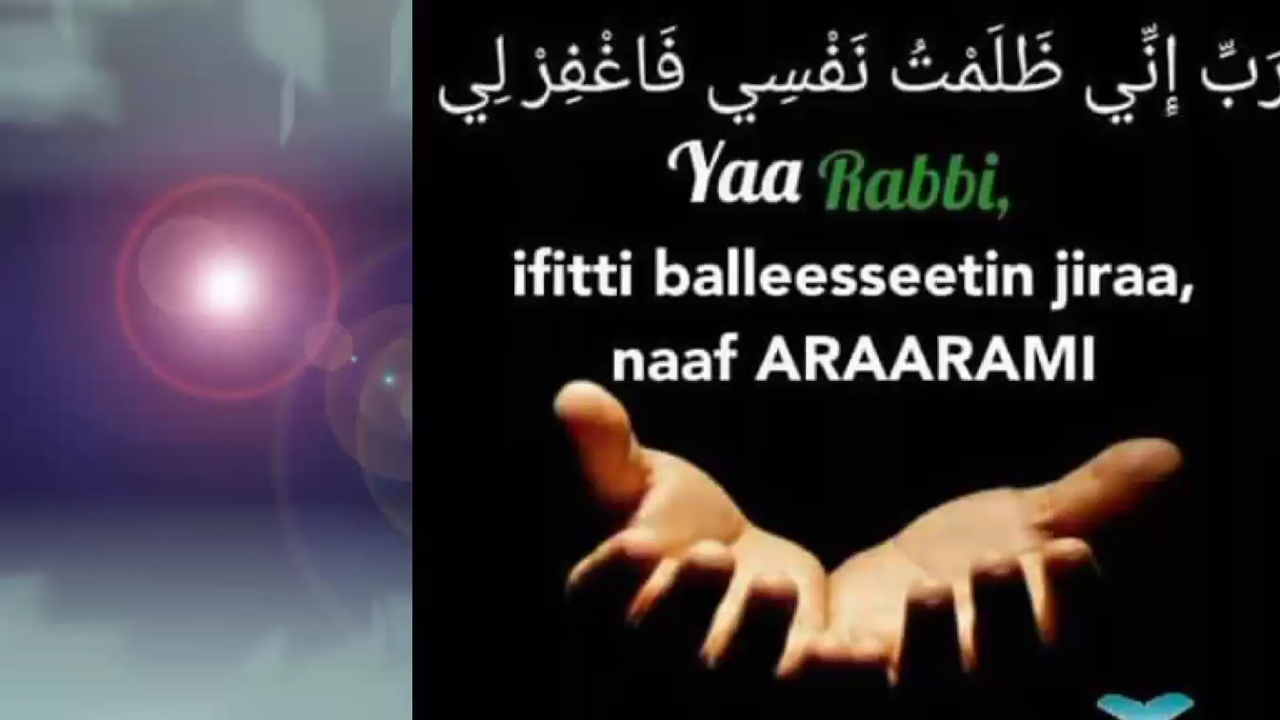 رَبِّ إِنِّي ظَلَمْتُ نَفْسِي فَاغْفِرْ لِي
Yaa Rabbi,
ifitti balleesseetin jiraa,
naaf ARAARAMI